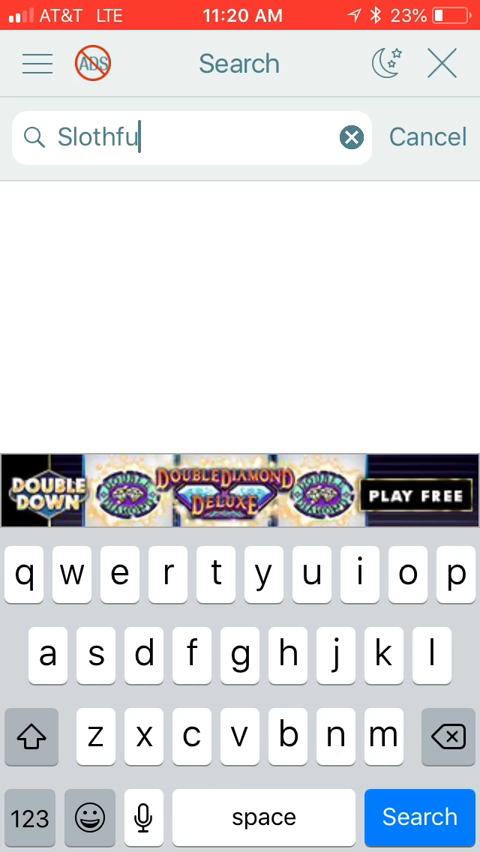 AT&T LTE 11:20 AM 23%
ADS Search
Slothfu Cancel
DOUBLE DOWN
DOUBLE DIAMOND
DELUXE
PLAY FREE
q w e r t y u i o p
a s d f g h j k l
z x c v b n m
123 space Search